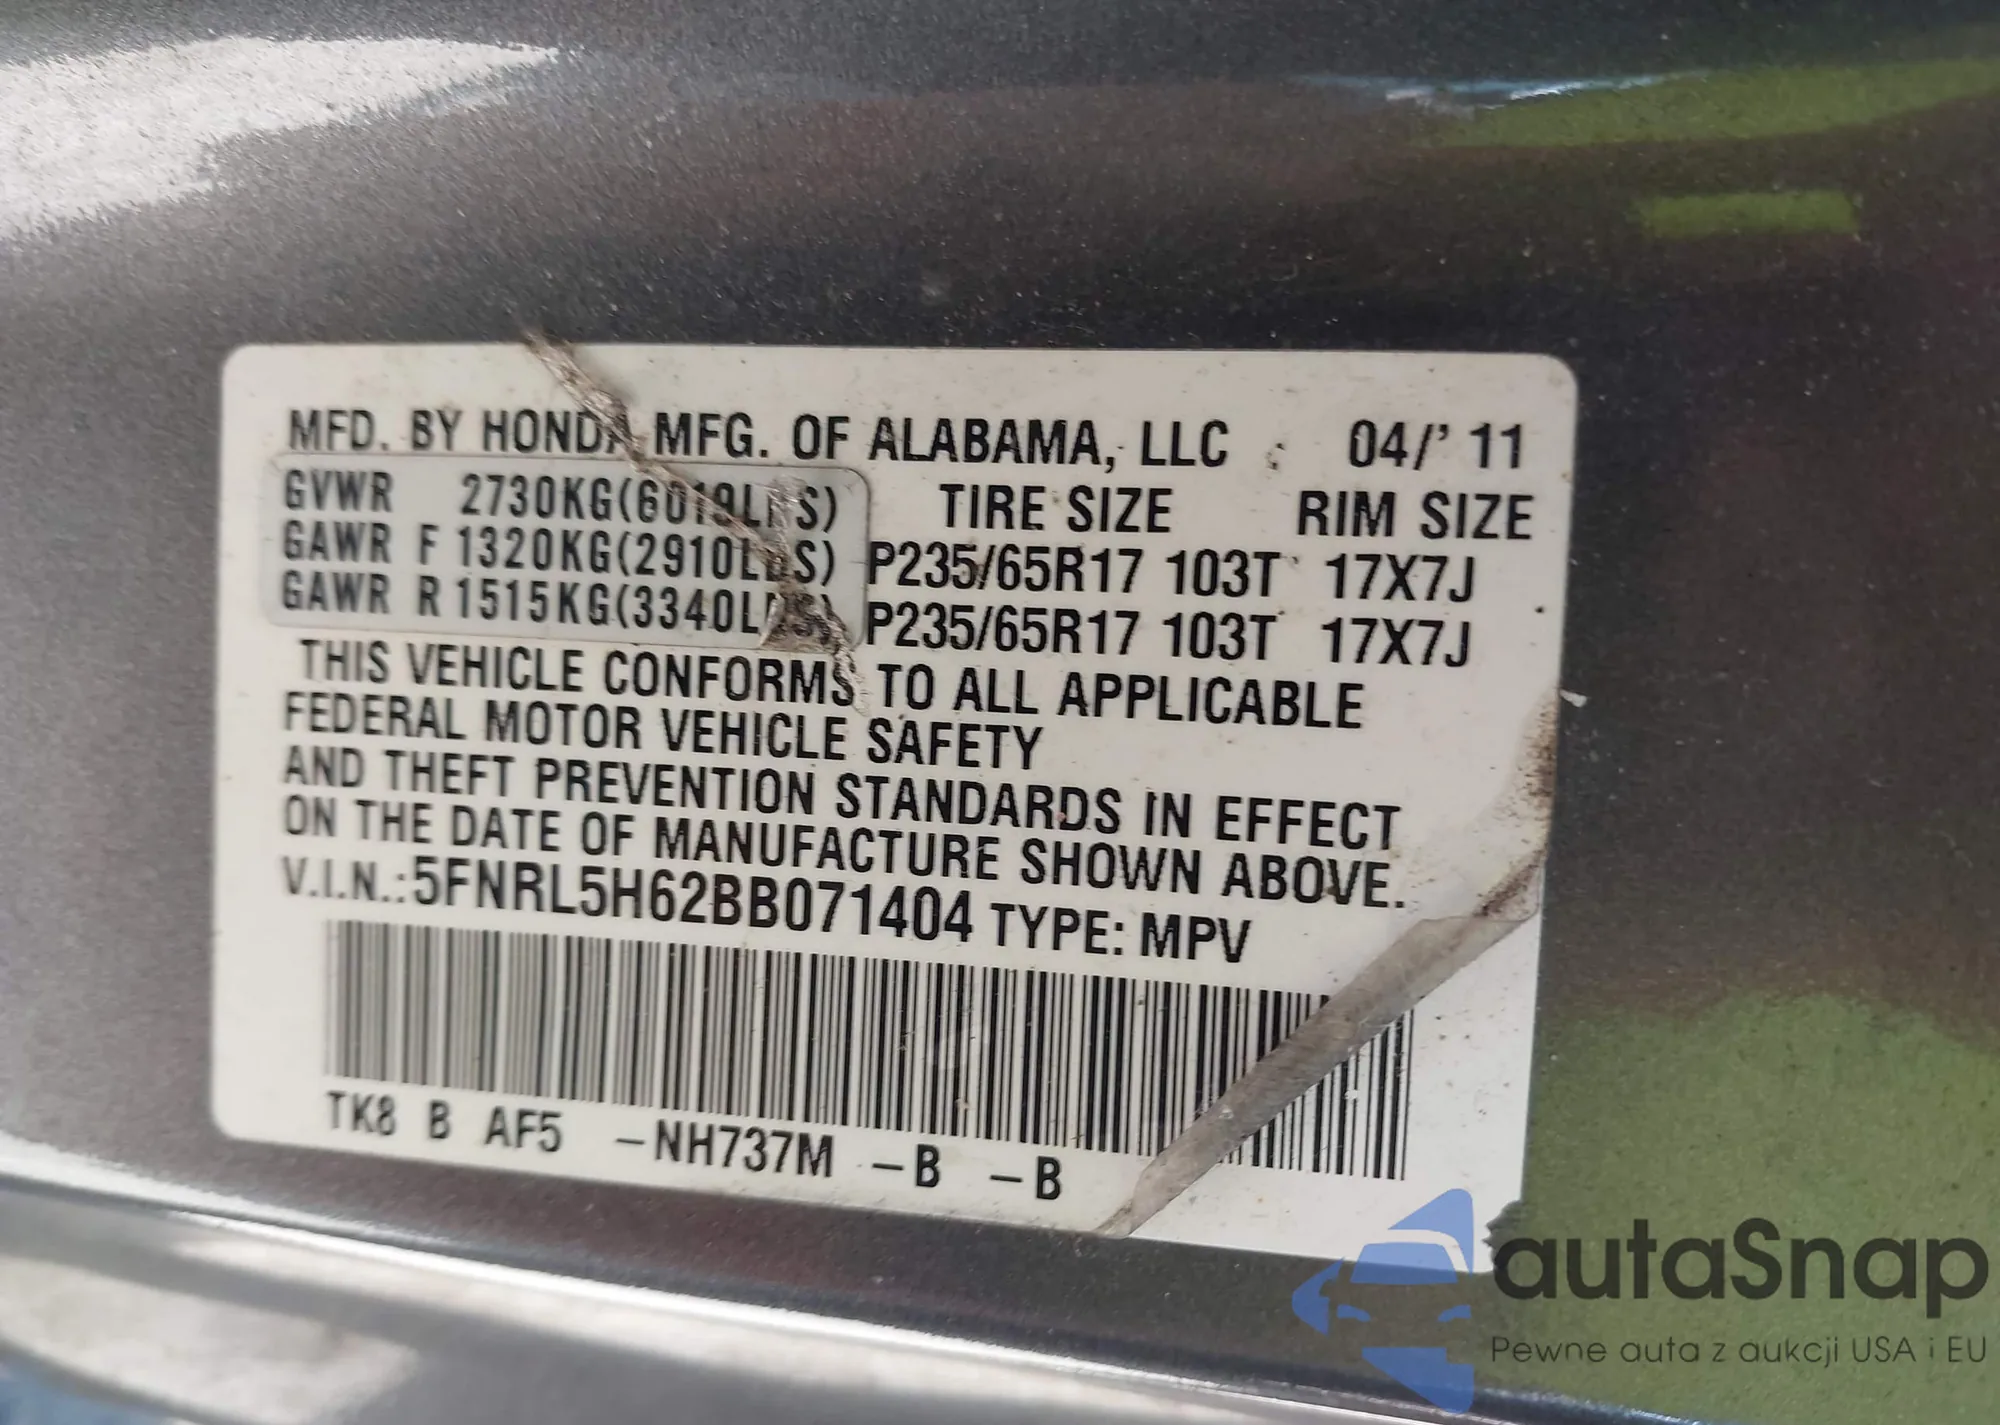 MFD. BY HONDA MFG. OF ALABAMA, LLC 04/'11
GVWR 2730KG(6019LBS) TIRE SIZE RIM SIZE
GAWR F 1320KG(2910LBS) P235/65R17 103T 17X7J
GAWR R 1515KG(3340LBS) P235/65R17 103T 17X7J
THIS VEHICLE CONFORMS TO ALL APPLICABLE
FEDERAL MOTOR VEHICLE SAFETY
AND THEFT PREVENTION STANDARDS IN EFFECT
ON THE DATE OF MANUFACTURE SHOWN ABOVE.
V.I.N.:5FNRL5H62BB071404 TYPE: MPV
TK8 B AF5 -NH737M -B -B
autaSnap
Pewne auta z aukcji USA i EU